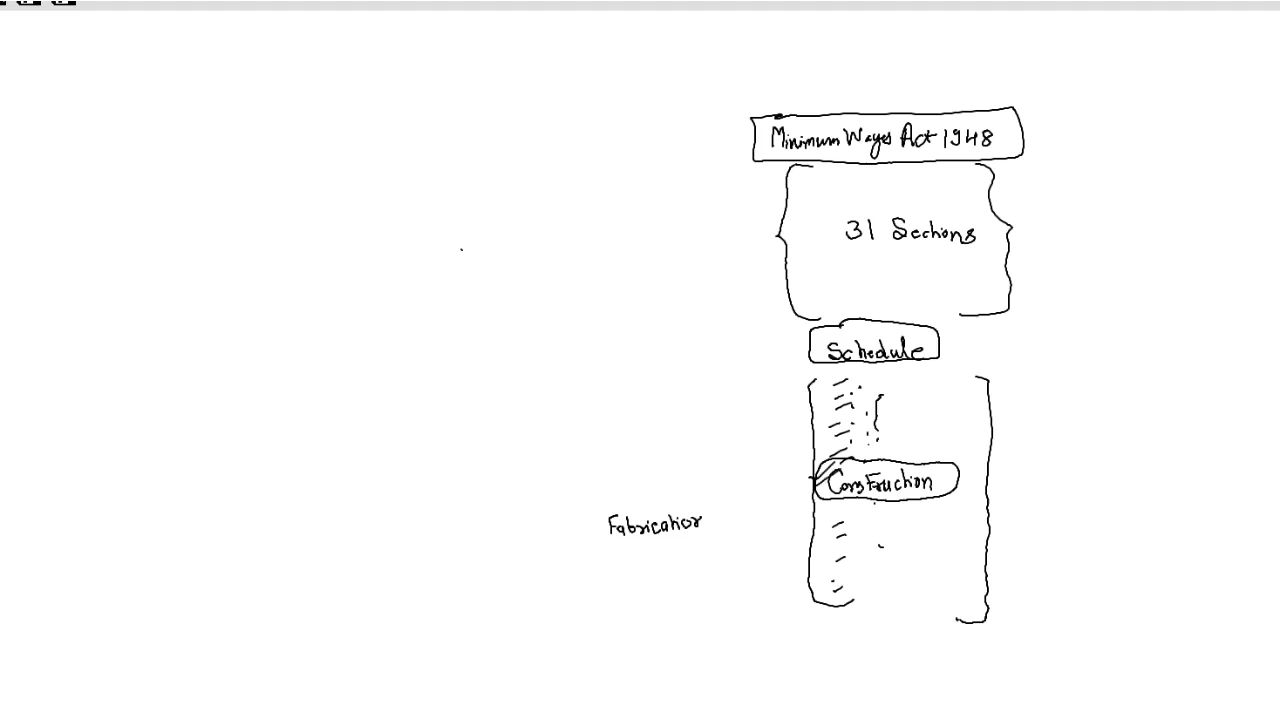 Minimum Wages Act 1948
31 Sections
Schedule
Construction
Fabrication